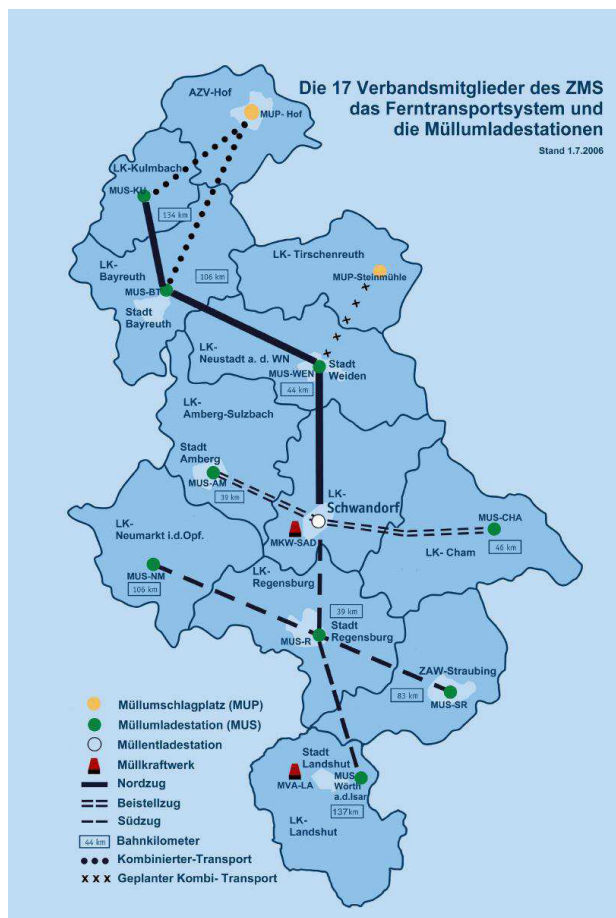 Die 17 Verbandsmitglieder des ZMS
das Ferntransportsystem und
die Müllumladestationen
Stand 1.7.2006
AZV-Hof
MUP- Hof
LK-Kulmbach
MUS-KU
134 km
LK-
Bayreuth
MUS-BT
106 km
Stadt
Bayreuth
LK- Tirschenreuth
MUP-Steinmühle
LK-
Neustadt a. d. WN
MUS-WEN
Stadt
Weiden
44 km
LK-
Amberg-Sulzbach
Stadt
Amberg
MUS-AM
39 km
LK-
Schwandorf
MKW-SAD
MUS-CHA
46 km
LK- Cham
LK-
Neumarkt i.d.Opf.
MUS-NM
106 km
LK-
Regensburg
39 km
Stadt
Regensburg
MUS-R
ZAW-Straubing
83 km
MUS-SR
Stadt
Landshut
MVA-LA
MUS
Wörth
a.d.Isar
137km
LK-
Landshut
Müllumschlagplatz (MUP)
Müllumladestation (MUS)
Müllentladestation
Müllkraftwerk
Nordzug
Beistellzug
Südzug
44 km Bahnkilometer
Kombinierter-Transport
Geplanter Kombi- Transport